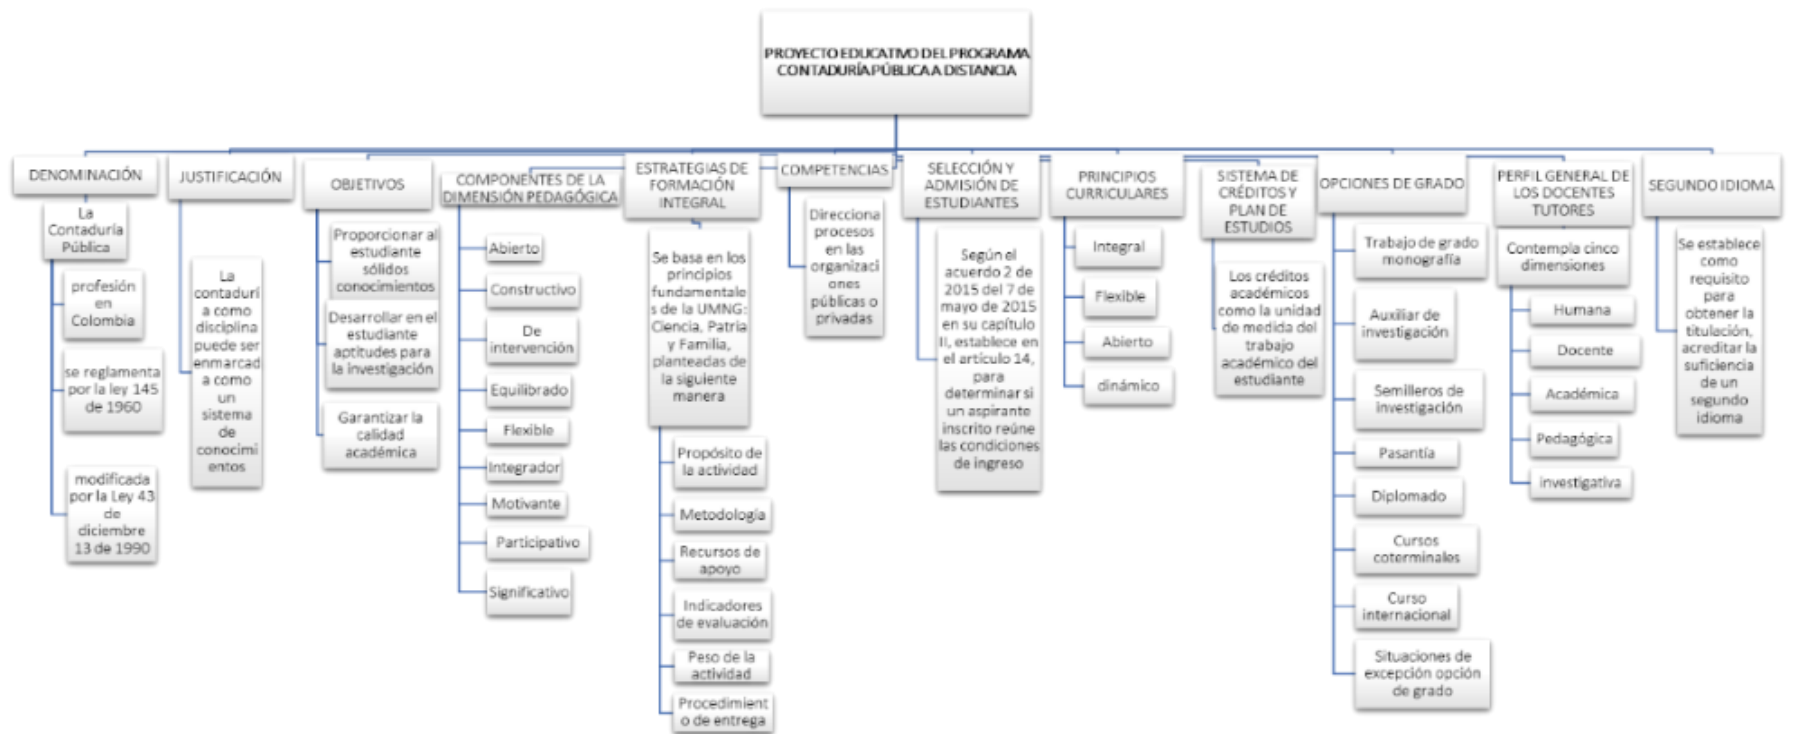 PROYECTO EDUCATIVO DEL PROGRAMA
CONTADURÍA PÚBLICA A DISTANCIA
DENOMINACIÓN
La
Contaduría
Pública
profesión
en
Colombia
se reglamenta
por la ley 145
de 1960
modificada
por la Ley 43
de
diciembre
13 de 1990
JUSTIFICACIÓN
La
contadurí
a como
disciplina
puede ser
enmarcad
a como
un
sistema
de
conocimi
entos
OBJETIVOS
Proporcionar al
estudiante
sólidos
conocimientos
Desarrollar en el
estudiante
aptitudes para
la investigación
Garantizar la
calidad
académica
COMPONENTES DE LA
DIMENSIÓN PEDAGÓGICA
Abierto
Constructivo
De
intervención
Equilibrado
Flexible
Integrador
Motivante
Participativo
Significativo
ESTRATEGIAS DE
FORMACIÓN
INTEGRAL
Se basa en los
principios
fundamentale
s de la UMNG:
Ciencia, Patria
y Familia,
planteadas de
la siguiente
manera
Propósito de
la actividad
Metodología
Recursos de
apoyo
Indicadores
de evaluación
Peso de la
actividad
Procedimient
o de entrega
COMPETENCIAS
Direcciona
procesos
en las
organizaci
ones
públicas o
privadas
SELECCIÓN Y
ADMISIÓN DE
ESTUDIANTES
Según el
acuerdo 2 de
2015 del 7 de
mayo de 2015
en su capítulo
II, establece en
el artículo 14,
para
determinar si
un aspirante
inscrito reúne
las condiciones
de ingreso
PRINCIPIOS
CURRICULARES
Integral
Flexible
Abierto
dinámico
SISTEMA DE
CRÉDITOS Y
PLAN DE
ESTUDIOS
Los créditos
académicos
como la unidad
de medida del
trabajo
académico del
estudiante
OPCIONES DE GRADO
Trabajo de grado
monografía
Auxiliar de
investigación
Semilleros de
investigación
Pasantía
Diplomado
Cursos
coterminales
Curso
internacional
Situaciones de
excepción opción
de grado
PERFIL GENERAL DE
LOS DOCENTES
TUTORES
Contempla cinco
dimensiones
Humana
Docente
Académica
Pedagógica
investigativa
SEGUNDO IDIOMA
Se establece
como
requisito
para
obtener la
titulación,
acreditar la
suficiencia
de un
segundo
idioma